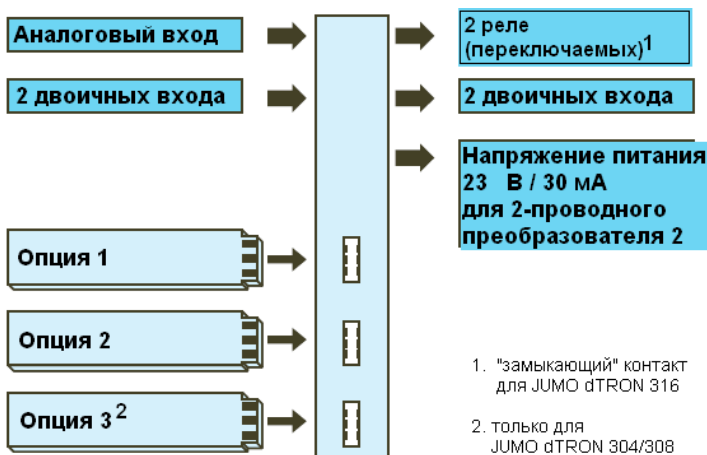 Аналоговый вход
2 двоичных входа
Опция 1
Опция 2
Опция 3²
2 реле
(переключаемых)¹
2 двоичных входа
Напряжение питания
23 В / 30 мА
для 2-проводного
преобразователя 2
1. "замыкающий" контакт
для JUMO dTRON 316
2. только для
JUMO dTRON 304/308